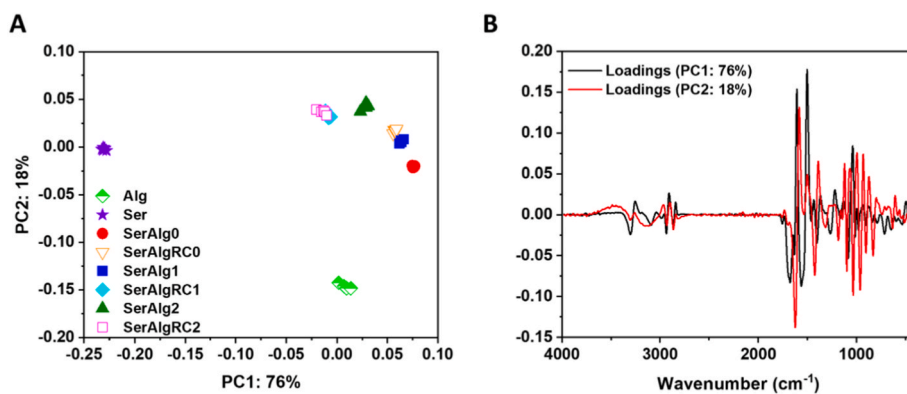 A
B
0.10
0.05
0.00
-0.05
-0.10
-0.15
-0.20
PC2: 18%
Alg
Ser
SerAlg0
SerAlgRC0
SerAlg1
SerAlgRC1
SerAlg2
SerAlgRC2
-0.25 -0.20 -0.15 -0.10 -0.05 0.00 0.05 0.10
PC1: 76%
0.20
0.15
0.10
0.05
0.00
-0.05
-0.10
-0.15
Loadings (PC1: 76%)
Loadings (PC2: 18%)
4000 3000 2000 1000
Wavenumber (cm⁻¹)